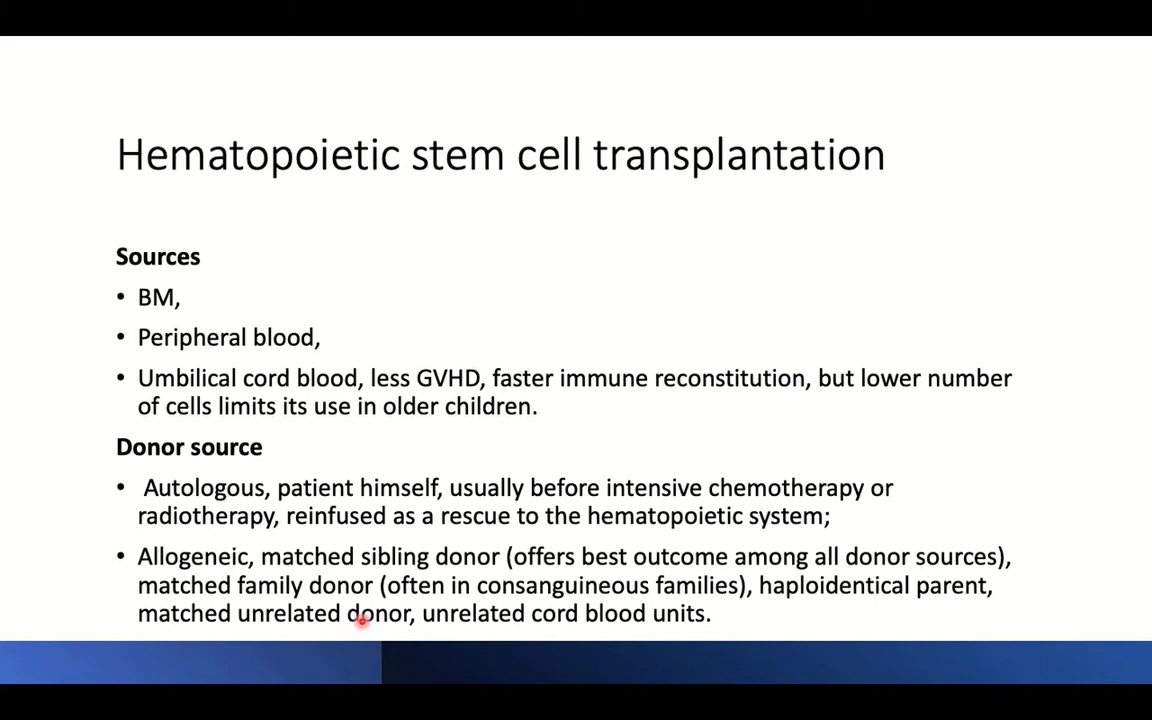 Hematopoietic stem cell transplantation
Sources
• BM,
• Peripheral blood,
• Umbilical cord blood, less GVHD, faster immune reconstitution, but lower number
of cells limits its use in older children.
Donor source
• Autologous, patient himself, usually before intensive chemotherapy or
radiotherapy, reinfused as a rescue to the hematopoietic system;
• Allogeneic, matched sibling donor (offers best outcome among all donor sources),
matched family donor (often in consanguineous families), haploidentical parent,
matched unrelated donor, unrelated cord blood units.